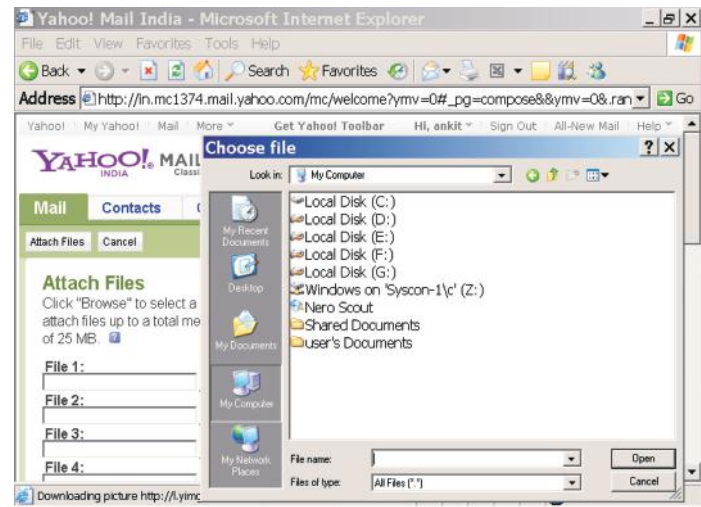 Yahoo! Mail India - Microsoft Internet Explorer
File Edit View Favorites Tools Help
Back Search Favorites
Address http://in.mc1374.mail.yahoo.com/mc/welcome?ymv=0#_pg=compose&&ymv=0&.ran Go
Yahoo! My Yahoo! Mail More Get Yahoo! Toolbar Hi, ankit Sign Out All-New Mail Help
YAHOO! MAIL
INDIA Classi
Mail Contacts
Attach Files Cancel
Attach Files
Click "Browse" to select a
attach files up to a total me
of 25 MB.
File 1:
File 2:
File 3:
File 4:
Choose file
Look in: My Computer
My Recent
Documents
Desktop
My Documents
My Computer
My Network
Places
Local Disk (C:)
Local Disk (D:)
Local Disk (E:)
Local Disk (F:)
Local Disk (G:)
Windows on 'Syscon-1\c' (Z:)
Nero Scout
Shared Documents
user's Documents
File name: Open
Files of type: All Files (*.*) Cancel
Downloading picture http://l.yimg